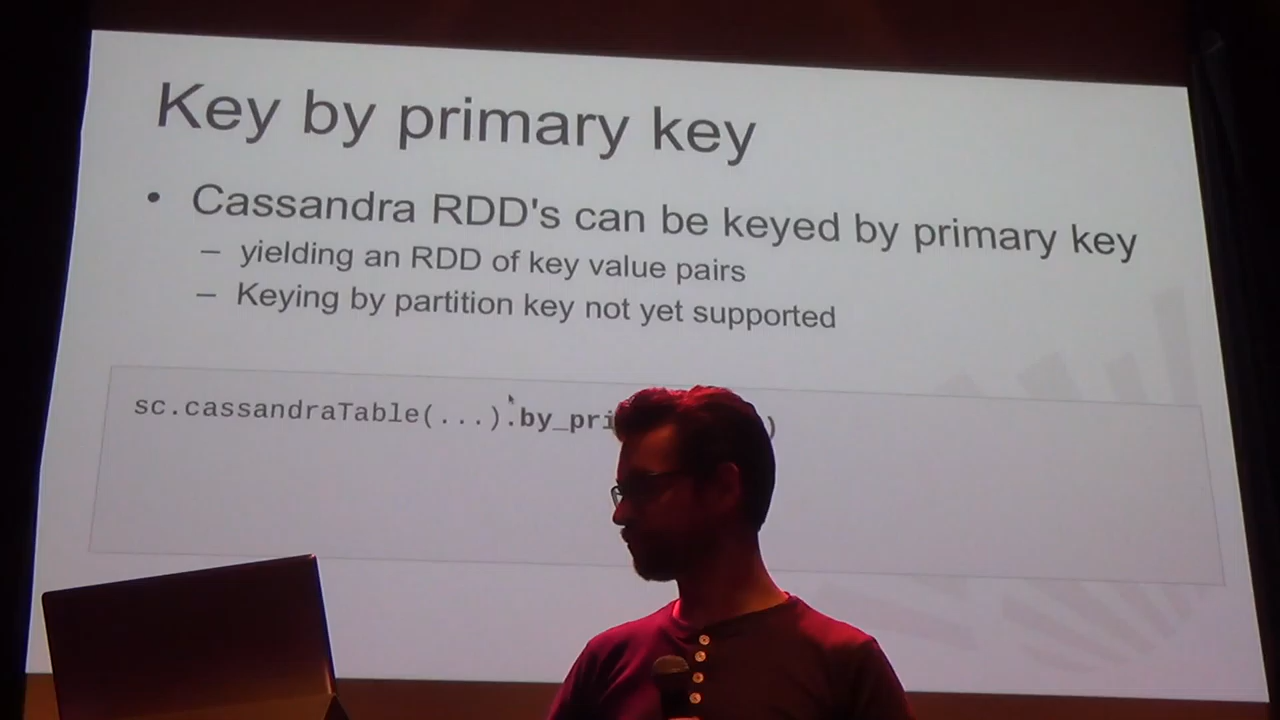 Key by primary key
• Cassandra RDD's can be keyed by primary key
– yielding an RDD of key value pairs
– Keying by partition key not yet supported
sc.cassandraTable(...).by_pri )